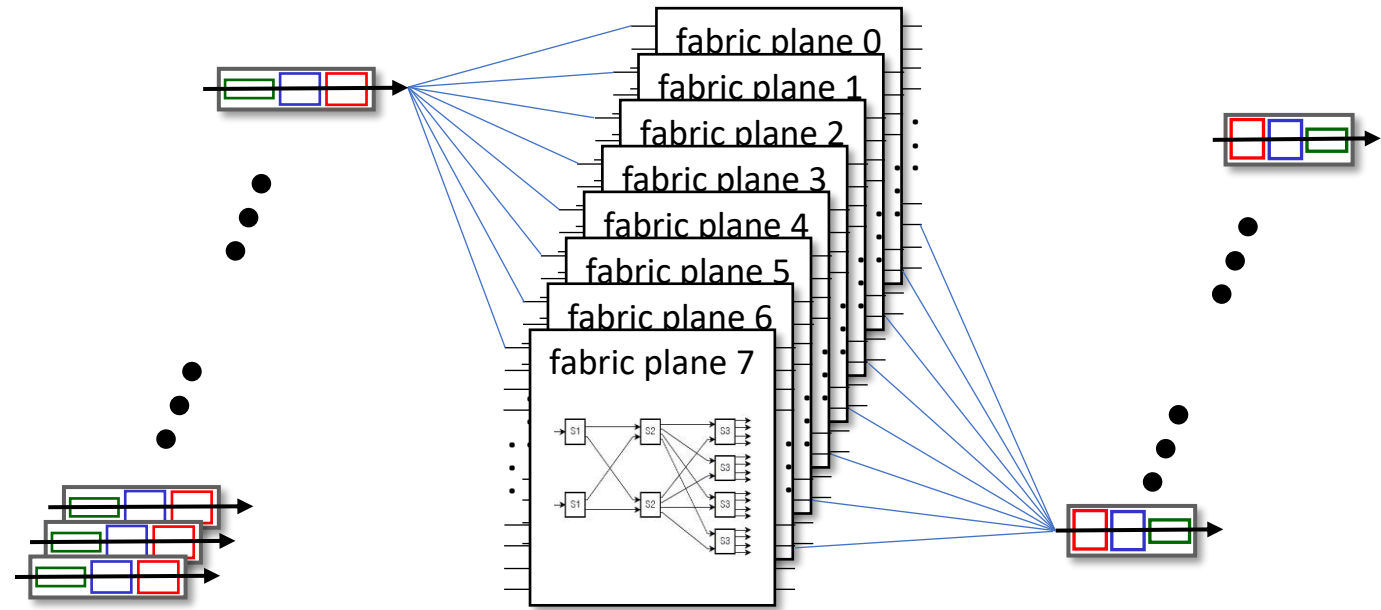 fabric plane 0
fabric plane 1
fabric plane 2
fabric plane 3
fabric plane 4
fabric plane 5
fabric plane 6
fabric plane 7
S1 S2 S3
S3
S1 S2 S3
S3